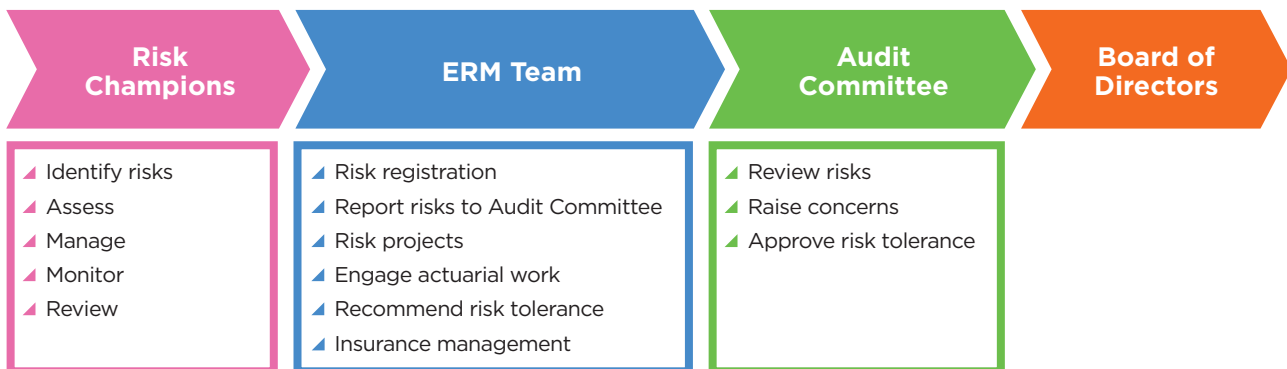 Risk
Champions
ERM Team
Audit
Committee
Board of
Directors
Identify risks
Assess
Manage
Monitor
Review
Risk registration
Report risks to Audit Committee
Risk projects
Engage actuarial work
Recommend risk tolerance
Insurance management
Review risks
Raise concerns
Approve risk tolerance